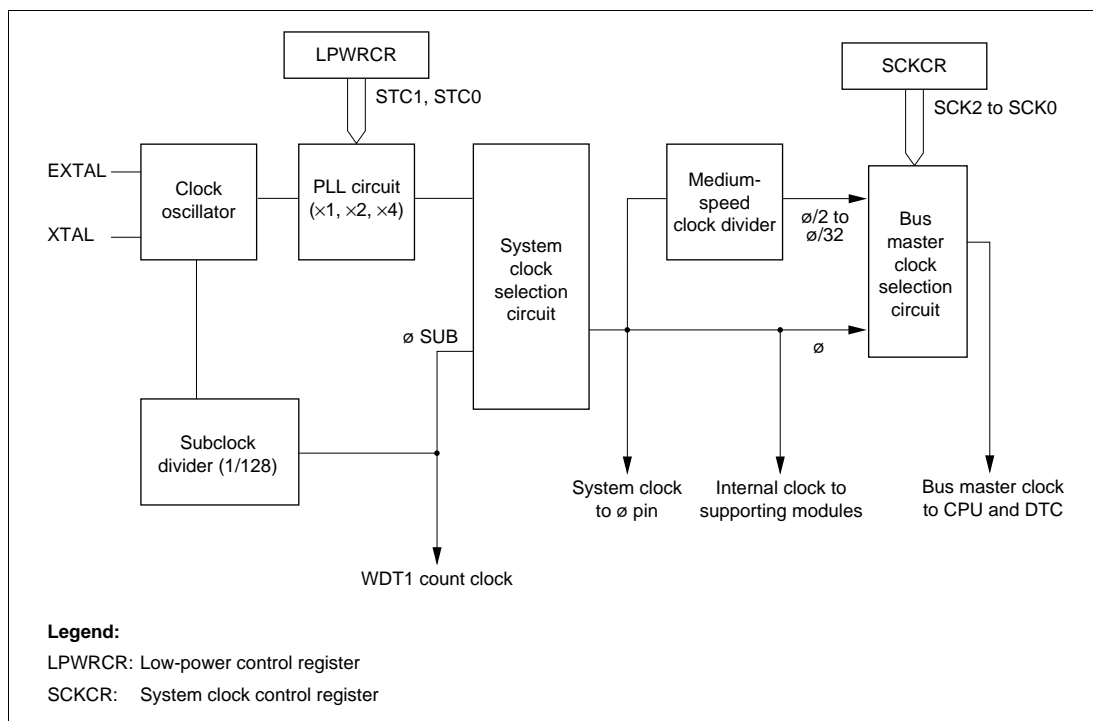 LPWRCR
STC1, STC0
SCKCR
SCK2 to SCK0
EXTAL
XTAL
Clock
oscillator
PLL circuit
(×1, ×2, ×4)
System
clock
selection
circuit
Medium-
speed
clock divider
ø/2 to
ø/32
Bus
master
clock
selection
circuit
ø SUB
ø
Subclock
divider (1/128)
System clock
to ø pin
Internal clock to
supporting modules
Bus master clock
to CPU and DTC
WDT1 count clock
Legend:
LPWRCR: Low-power control register
SCKCR: System clock control register